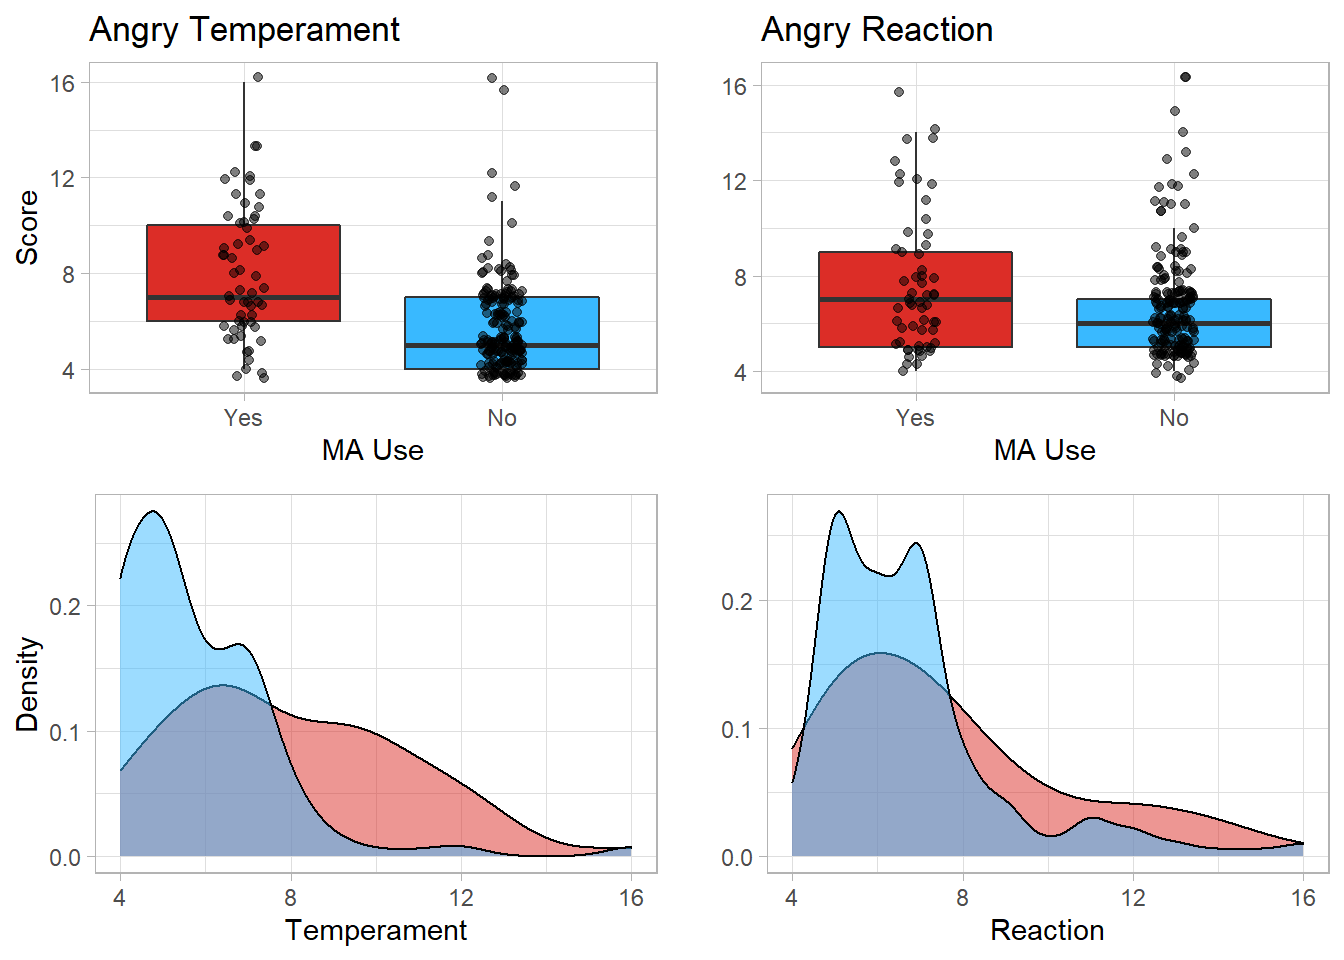 Angry Temperament
Score
16
12
8
4
Yes
No
MA Use
Angry Reaction
16
12
8
4
Yes
No
MA Use
Density
0.2
0.1
0.0
4
8
12
16
Temperament
0.2
0.1
0.0
4
8
12
16
Reaction